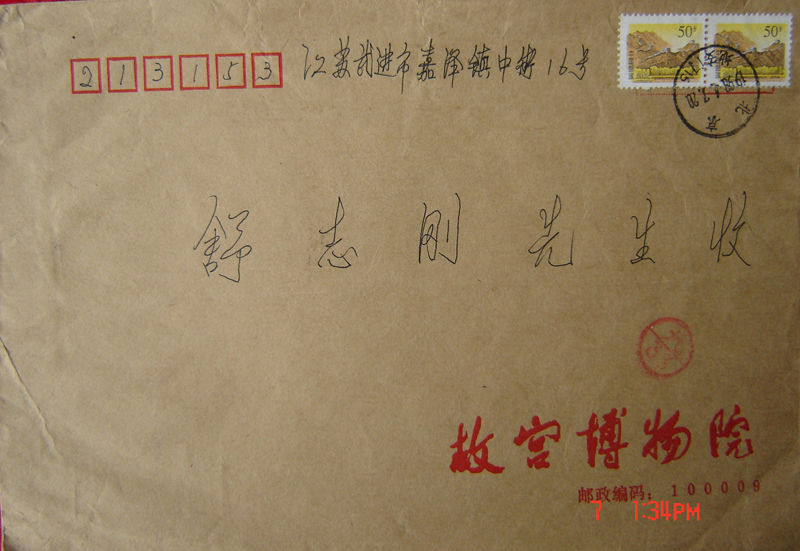 213153 江苏武进市嘉泽镇中街16号
50分 50分
北京
舒志刚先生收
故宫博物院
邮政编码：100009
7 1:34PM